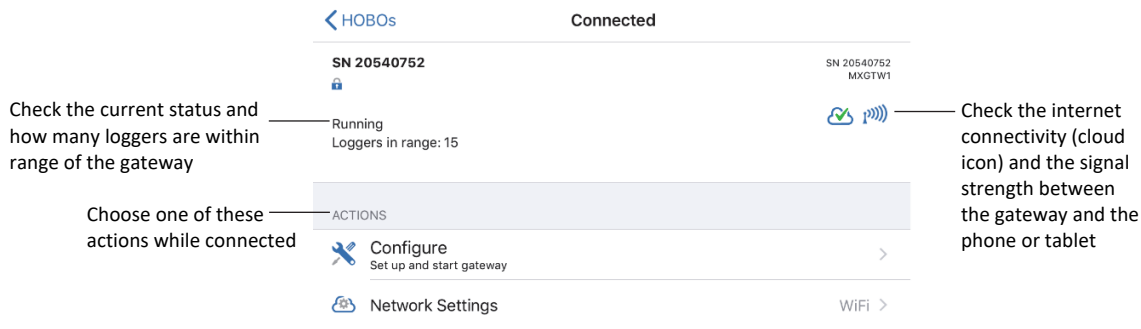 HOBOs
Connected
SN 20540752
SN 20540752
MXGTW1
Check the current status and
how many loggers are within
range of the gateway
Running
Loggers in range: 15
Check the internet
connectivity (cloud
icon) and the signal
strength between
the gateway and the
phone or tablet
Choose one of these
actions while connected
ACTIONS
Configure
Set up and start gateway
Network Settings
WiFi